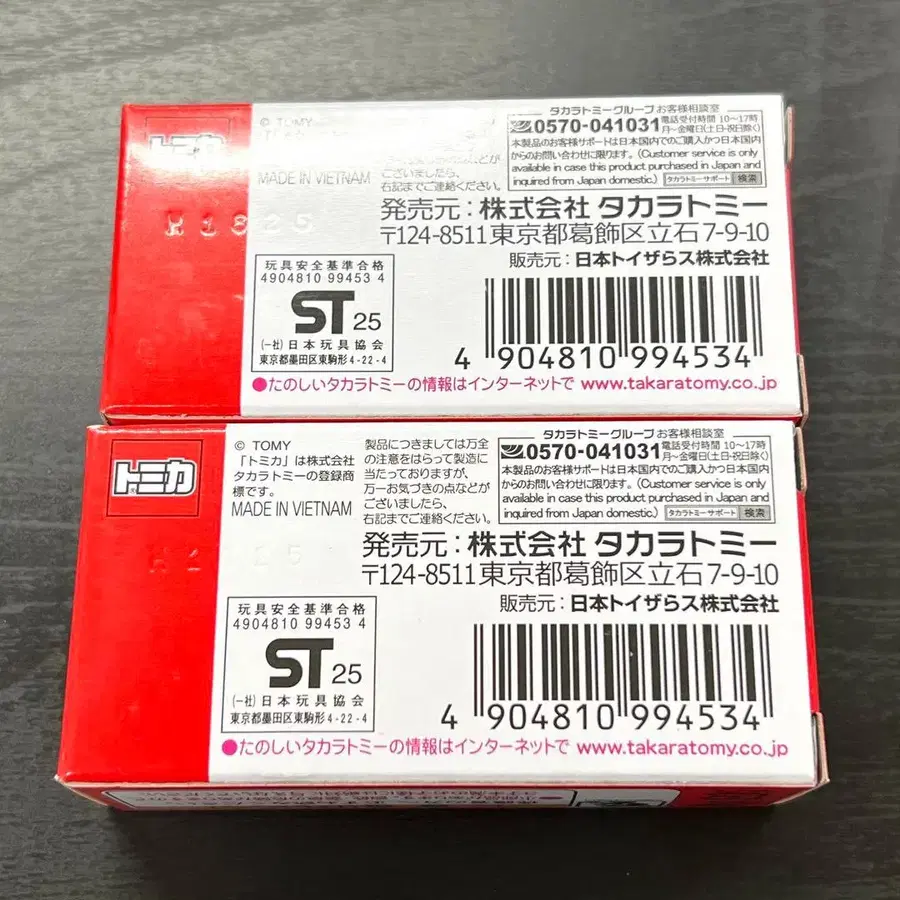 トミカ
© TOMY
MADE IN VIETNAM
ございましたら、
右記までご連絡ください。
タカラトミーグループ お客様相談室
0570-041031
電話受付時間 10〜17時
月〜金曜日(土日・祝日除く)
本製品のお客様サポートは日本国内でのご購入かつ日本国内
からのお問い合わせに限ります。(Customer service is only
available in case this product purchased in Japan and
inquired from Japan domestic.)
タカラトミーサポート 検索
発売元:株式会社 タカラトミー
〒124-8511東京都葛飾区立石7-9-10
販売元:日本トイザらス株式会社
玩具安全基準合格
4904810 99453 4
ST 25
(一社)日本玩具協会
東京都墨田区東駒形4-22-4
4 904810 994534
●たのしいタカラトミーの情報はインターネットで www.takaratomy.co.jp
トミカ
© TOMY
「トミカ」は株式会社
タカラトミーの登録商
標です。
MADE IN VIETNAM
製品につきましては万全
の注意をはらって製造に
当たっておりますが、
万一お気づきの点などが
ございましたら、
右記までご連絡ください。
タカラトミーグループ お客様相談室
0570-041031
電話受付時間 10〜17時
月〜金曜日(土日・祝日除く)
本製品のお客様サポートは日本国内でのご購入かつ日本国内
からのお問い合わせに限ります。(Customer service is only
available in case this product purchased in Japan and
inquired from Japan domestic.)
タカラトミーサポート 検索
発売元:株式会社 タカラトミー
〒124-8511東京都葛飾区立石7-9-10
販売元:日本トイザらス株式会社
玩具安全基準合格
4904810 99453 4
ST 25
(一社)日本玩具協会
東京都墨田区東駒形4-22-4
4 904810 994534
●たのしいタカラトミーの情報はインターネットで www.takaratomy.co.jp